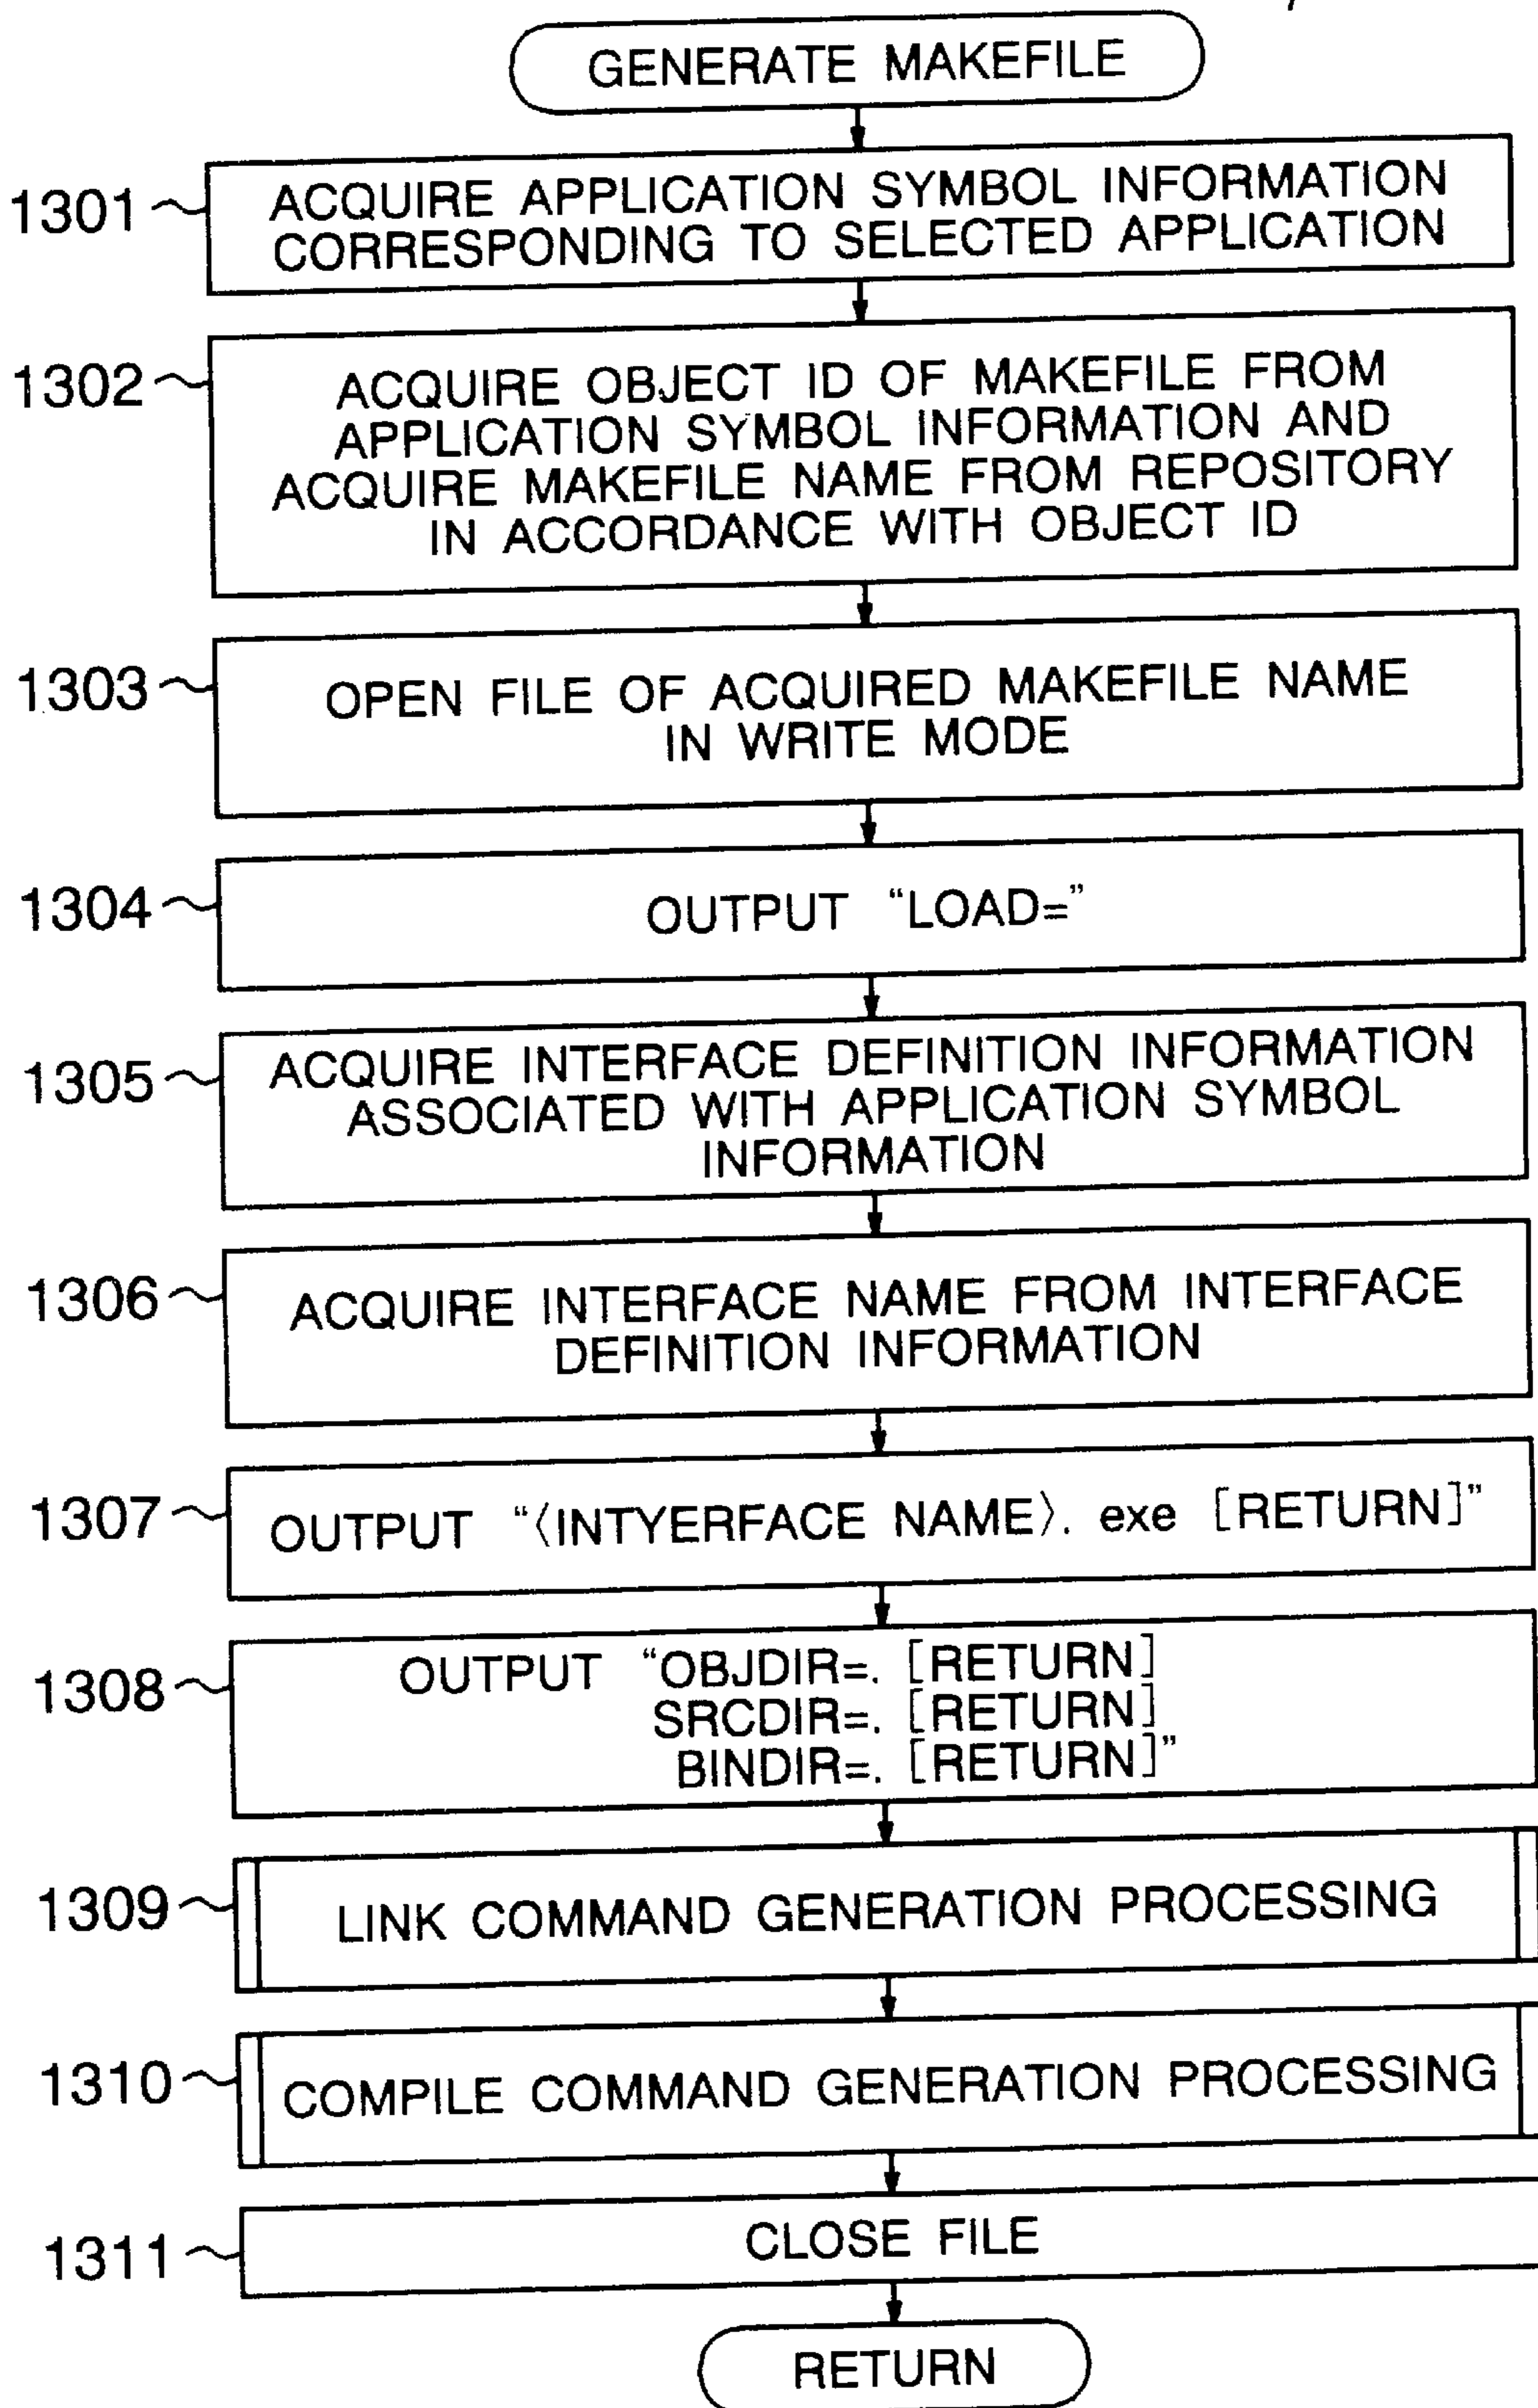 GENERATE MAKEFILE
1301
ACQUIRE APPLICATION SYMBOL INFORMATION
CORRESPONDING TO SELECTED APPLICATION
1302
ACQUIRE OBJECT ID OF MAKEFILE FROM
APPLICATION SYMBOL INFORMATION AND
ACQUIRE MAKEFILE NAME FROM REPOSITORY
IN ACCORDANCE WITH OBJECT ID
1303
OPEN FILE OF ACQUIRED MAKEFILE NAME
IN WRITE MODE
1304
OUTPUT “LOAD=”
1305
ACQUIRE INTERFACE DEFINITION INFORMATION
ASSOCIATED WITH APPLICATION SYMBOL
INFORMATION
1306
ACQUIRE INTERFACE NAME FROM INTERFACE
DEFINITION INFORMATION
1307
OUTPUT “〈INTYERFACE NAME〉. exe [RETURN]”
1308
OUTPUT “OBJDIR=. [RETURN]
SRCDIR=. [RETURN]
BINDIR=. [RETURN]”
1309
LINK COMMAND GENERATION PROCESSING
1310
COMPILE COMMAND GENERATION PROCESSING
1311
CLOSE FILE
RETURN